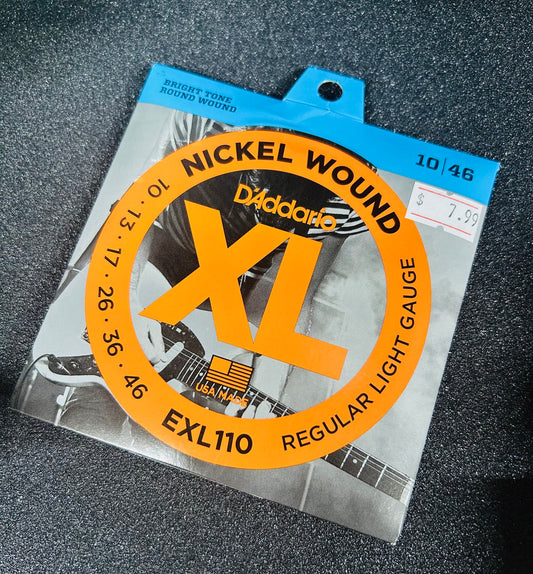 BRIGHT TONE
ROUND WOUND
10|46
$ 7.99
NICKEL WOUND
D'Addario
XL
10 · 13 · 17 · 26 · 36 · 46
USA MADE
EXL110
REGULAR LIGHT GAUGE